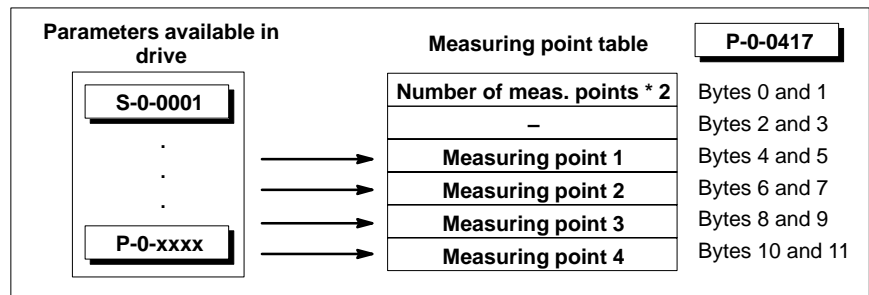 Parameters available in
drive
Measuring point table
P-0-0417
S-0-0001
.
.
.
P-0-xxxx
Number of meas. points * 2
Bytes 0 and 1
–
Bytes 2 and 3
Measuring point 1
Bytes 4 and 5
Measuring point 2
Bytes 6 and 7
Measuring point 3
Bytes 8 and 9
Measuring point 4
Bytes 10 and 11